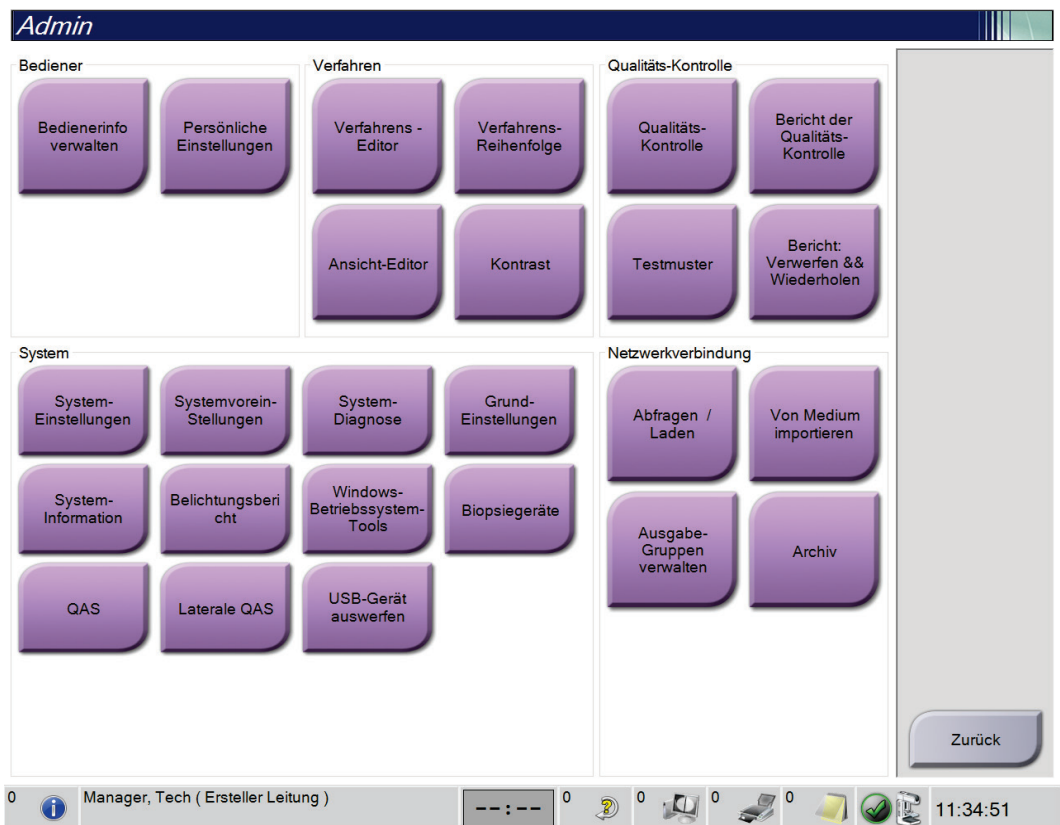 Admin
Bediener
Bedienerinfo
verwalten
Persönliche
Einstellungen
Verfahren
Verfahrens -
Editor
Verfahrens-
Reihenfolge
Ansicht-Editor
Kontrast
Qualitäts-Kontrolle
Qualitäts-
Kontrolle
Bericht der
Qualitäts-
Kontrolle
Testmuster
Bericht:
Verwerfen &&
Wiederholen
System
System-
Einstellungen
Systemvorein-
Stellungen
System-
Diagnose
Grund-
Einstellungen
System-
Information
Belichtungsberi
cht
Windows-
Betriebssystem-
Tools
Biopsiegeräte
QAS
Laterale QAS
USB-Gerät
auswerfen
Netzwerkverbindung
Abfragen /
Laden
Von Medium
importieren
Ausgabe-
Gruppen
verwalten
Archiv
Zurück
0
Manager, Tech ( Ersteller Leitung )
--:--
0
0
0
0
11:34:51